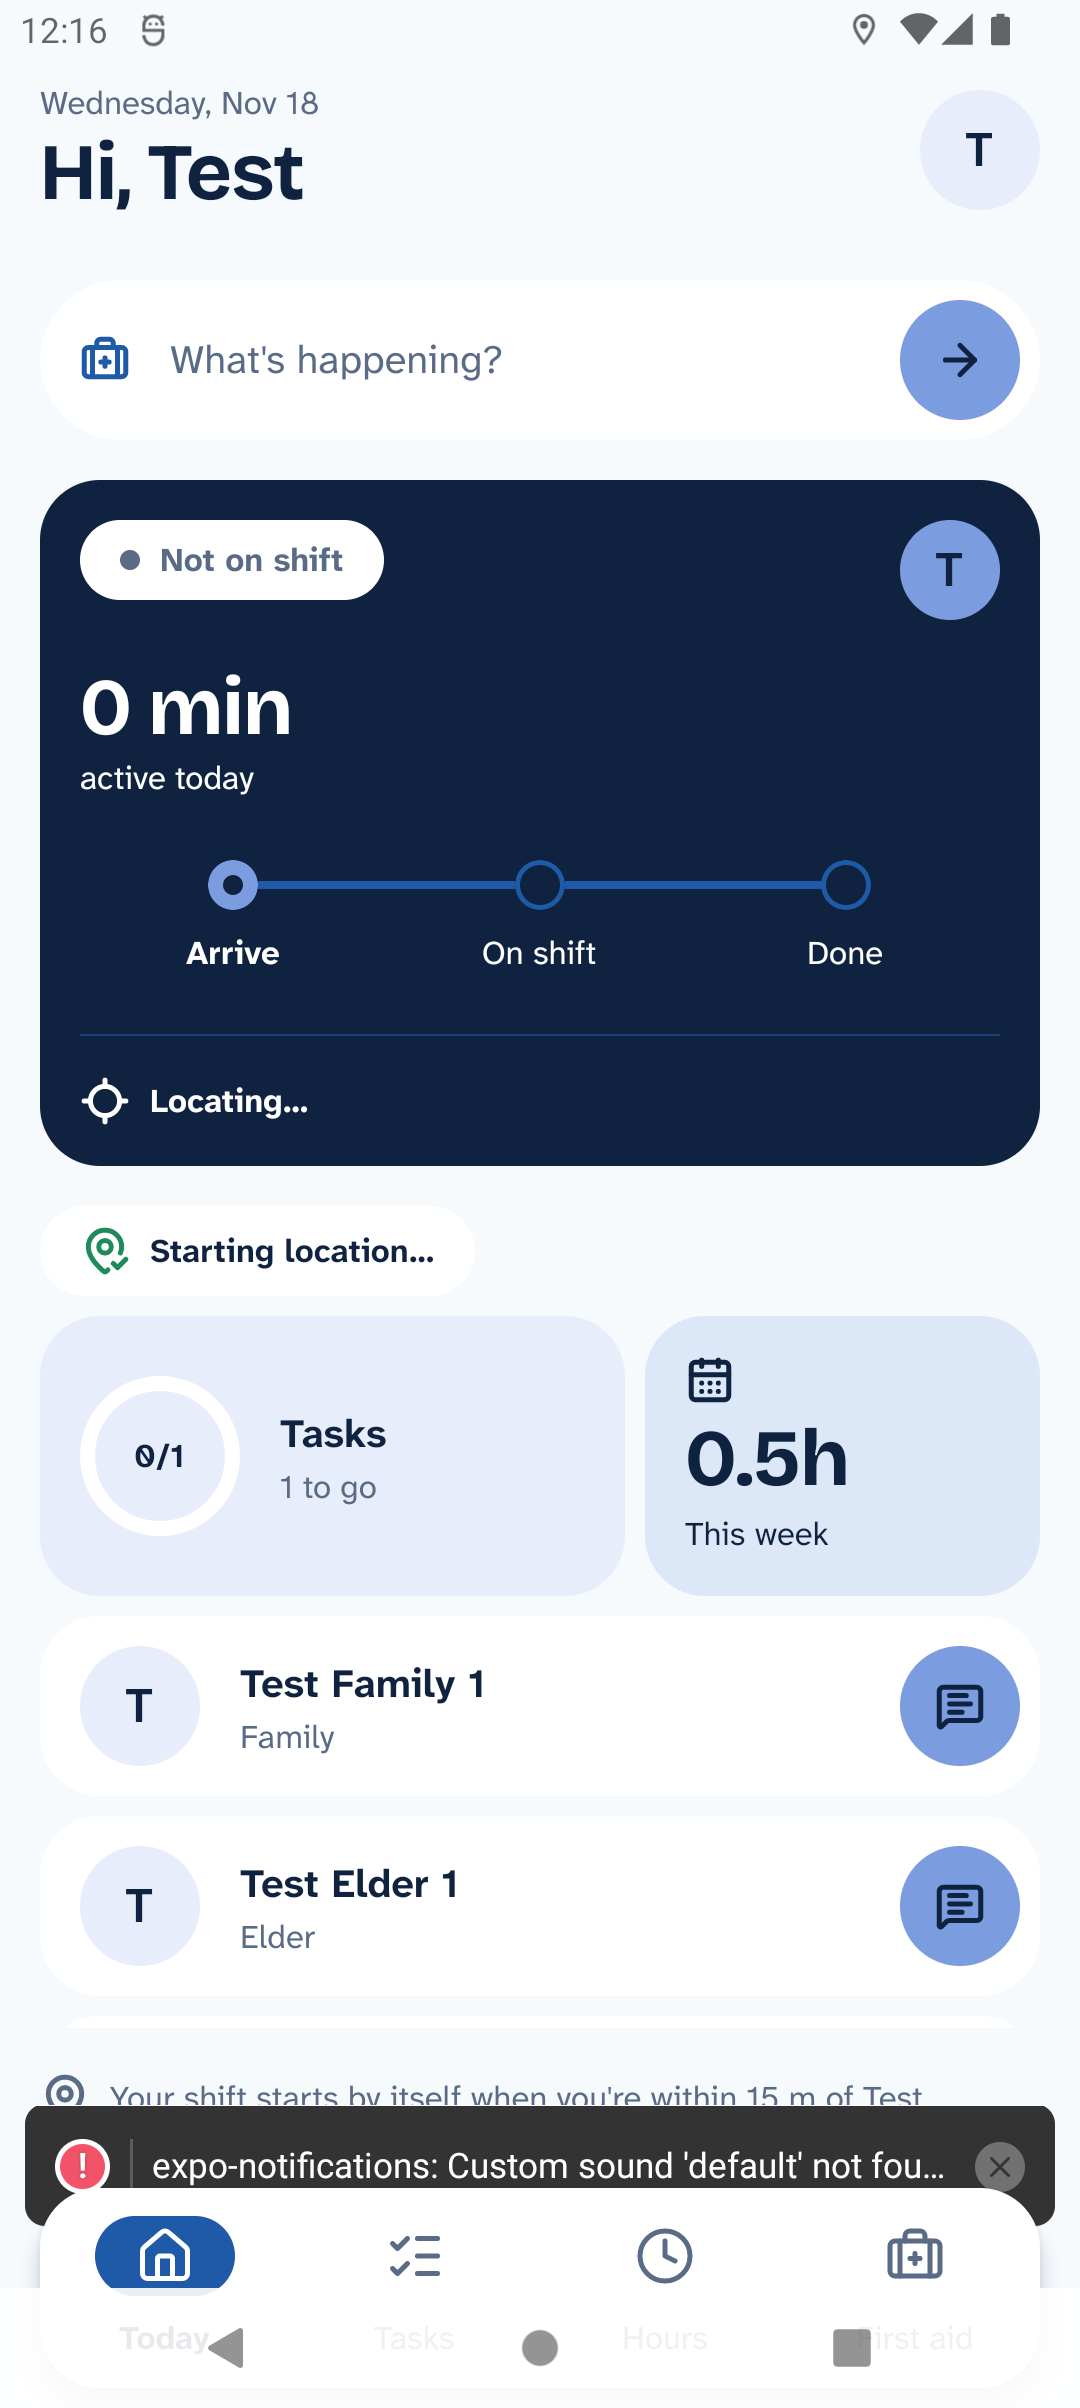 12:16
Wednesday, Nov 18
Hi, Test
T
What's happening?
Not on shift
T
0 min
active today
Arrive
On shift
Done
Locating...
Starting location...
0/1
Tasks
1 to go
0.5h
This week
T
Test Family 1
Family
T
Test Elder 1
Elder
Your shift starts by itself when you're within 15 m of Test
! expo-notifications: Custom sound 'default' not fou...
Today
Tasks
Hours
First aid